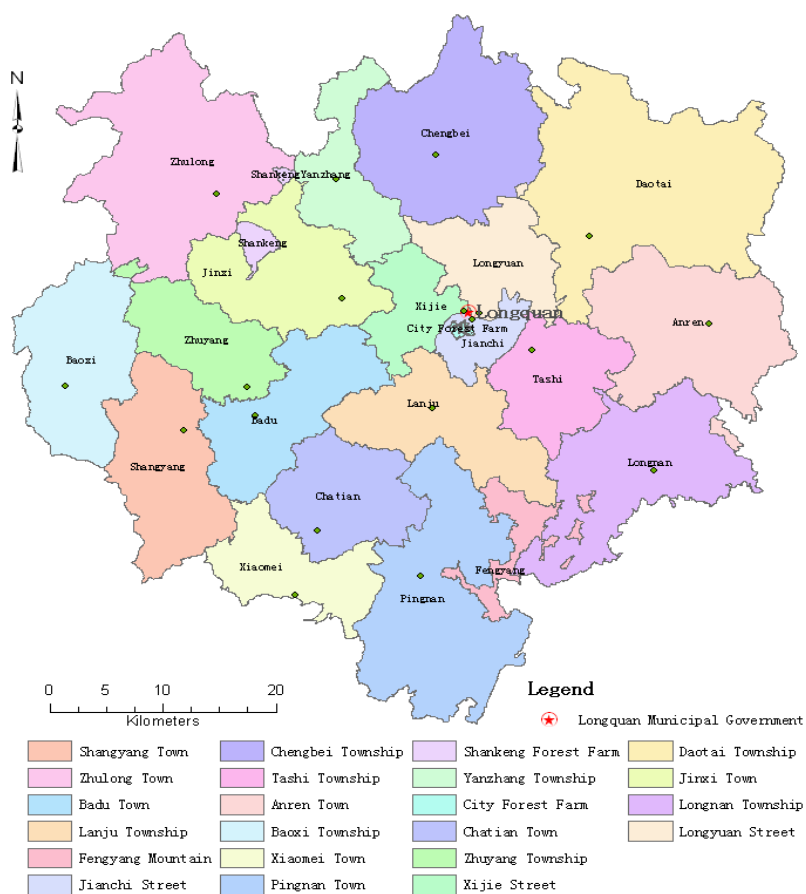 N
Chengbei
Zhulong
ShankengYanzhang
Daotai
Shankeng
Longyuan
Jinxi
Xijie
Longquan
Anren
City Forest Farm
Zhuyang
Jianchi
Baoxi
Tashi
Lanju
Badu
Longnan
Shangyang
Chatian
Xiaomei
Fengyang
Pingnan
0 5 10 20
Kilometers
Legend
Longquan Municipal Government
Shangyang Town
Chengbei Township
Shankeng Forest Farm
Daotai Township
Zhulong Town
Tashi Township
Yanzhang Township
Jinxi Town
Badu Town
Anren Town
City Forest Farm
Longnan Township
Lanju Township
Baoxi Township
Chatian Town
Longyuan Street
Fengyang Mountain
Xiaomei Town
Zhuyang Township
Jianchi Street
Pingnan Town
Xijie Street